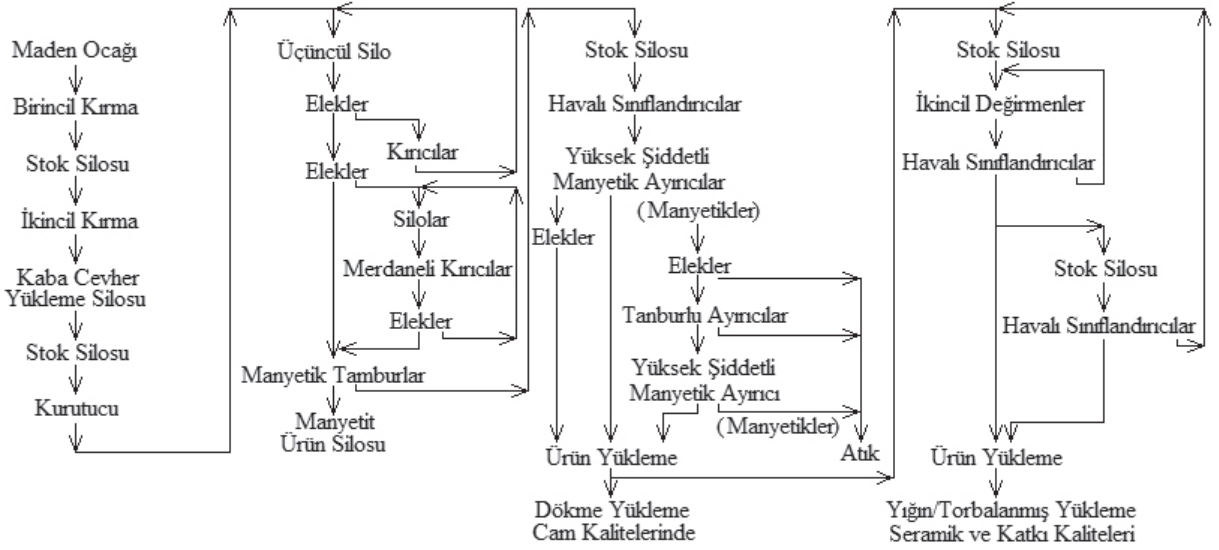 Maden Ocağı
Birincil Kırma
Stok Silosu
İkincil Kırma
Kaba Cevher
Yükleme Silosu
Stok Silosu
Kurutucu
Üçüncül Silo
Elekler
Kırıcılar
Elekler
Silolar
Merdaneli Kırıcılar
Elekler
Manyetik Tamburlar
Manyetit
Ürün Silosu
Stok Silosu
Havalı Sınıflandırıcılar
Yüksek Şiddetli
Manyetik Ayırıcılar
(Manyetikler)
Elekler
Elekler
Tanburlu Ayırıcılar
Yüksek Şiddetli
Manyetik Ayırıcı
(Manyetikler)
Ürün Yükleme
Atık
Dökme Yükleme
Cam Kalitelerinde
Stok Silosu
İkincil Değirmenler
Havalı Sınıflandırıcılar
Stok Silosu
Havalı Sınıflandırıcılar
Ürün Yükleme
Yığın/Torbalanmış Yükleme
Seramik ve Katkı Kaliteleri